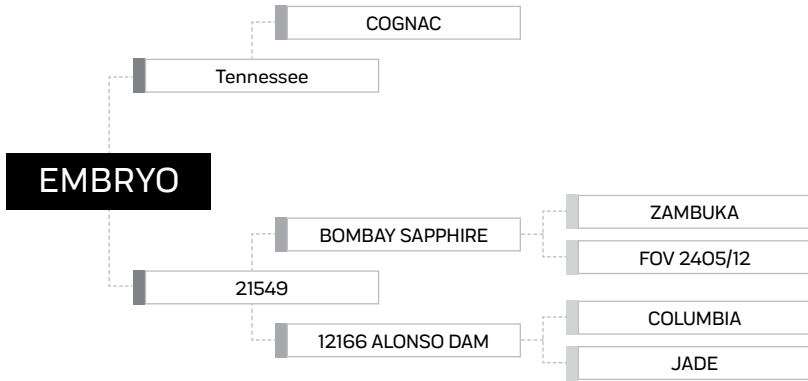 COGNAC
Tennessee
EMBRYO
ZAMBUKA
BOMBAY SAPPHIRE
FOV 2405/12
21549
COLUMBIA
12166 ALONSO DAM
JADE